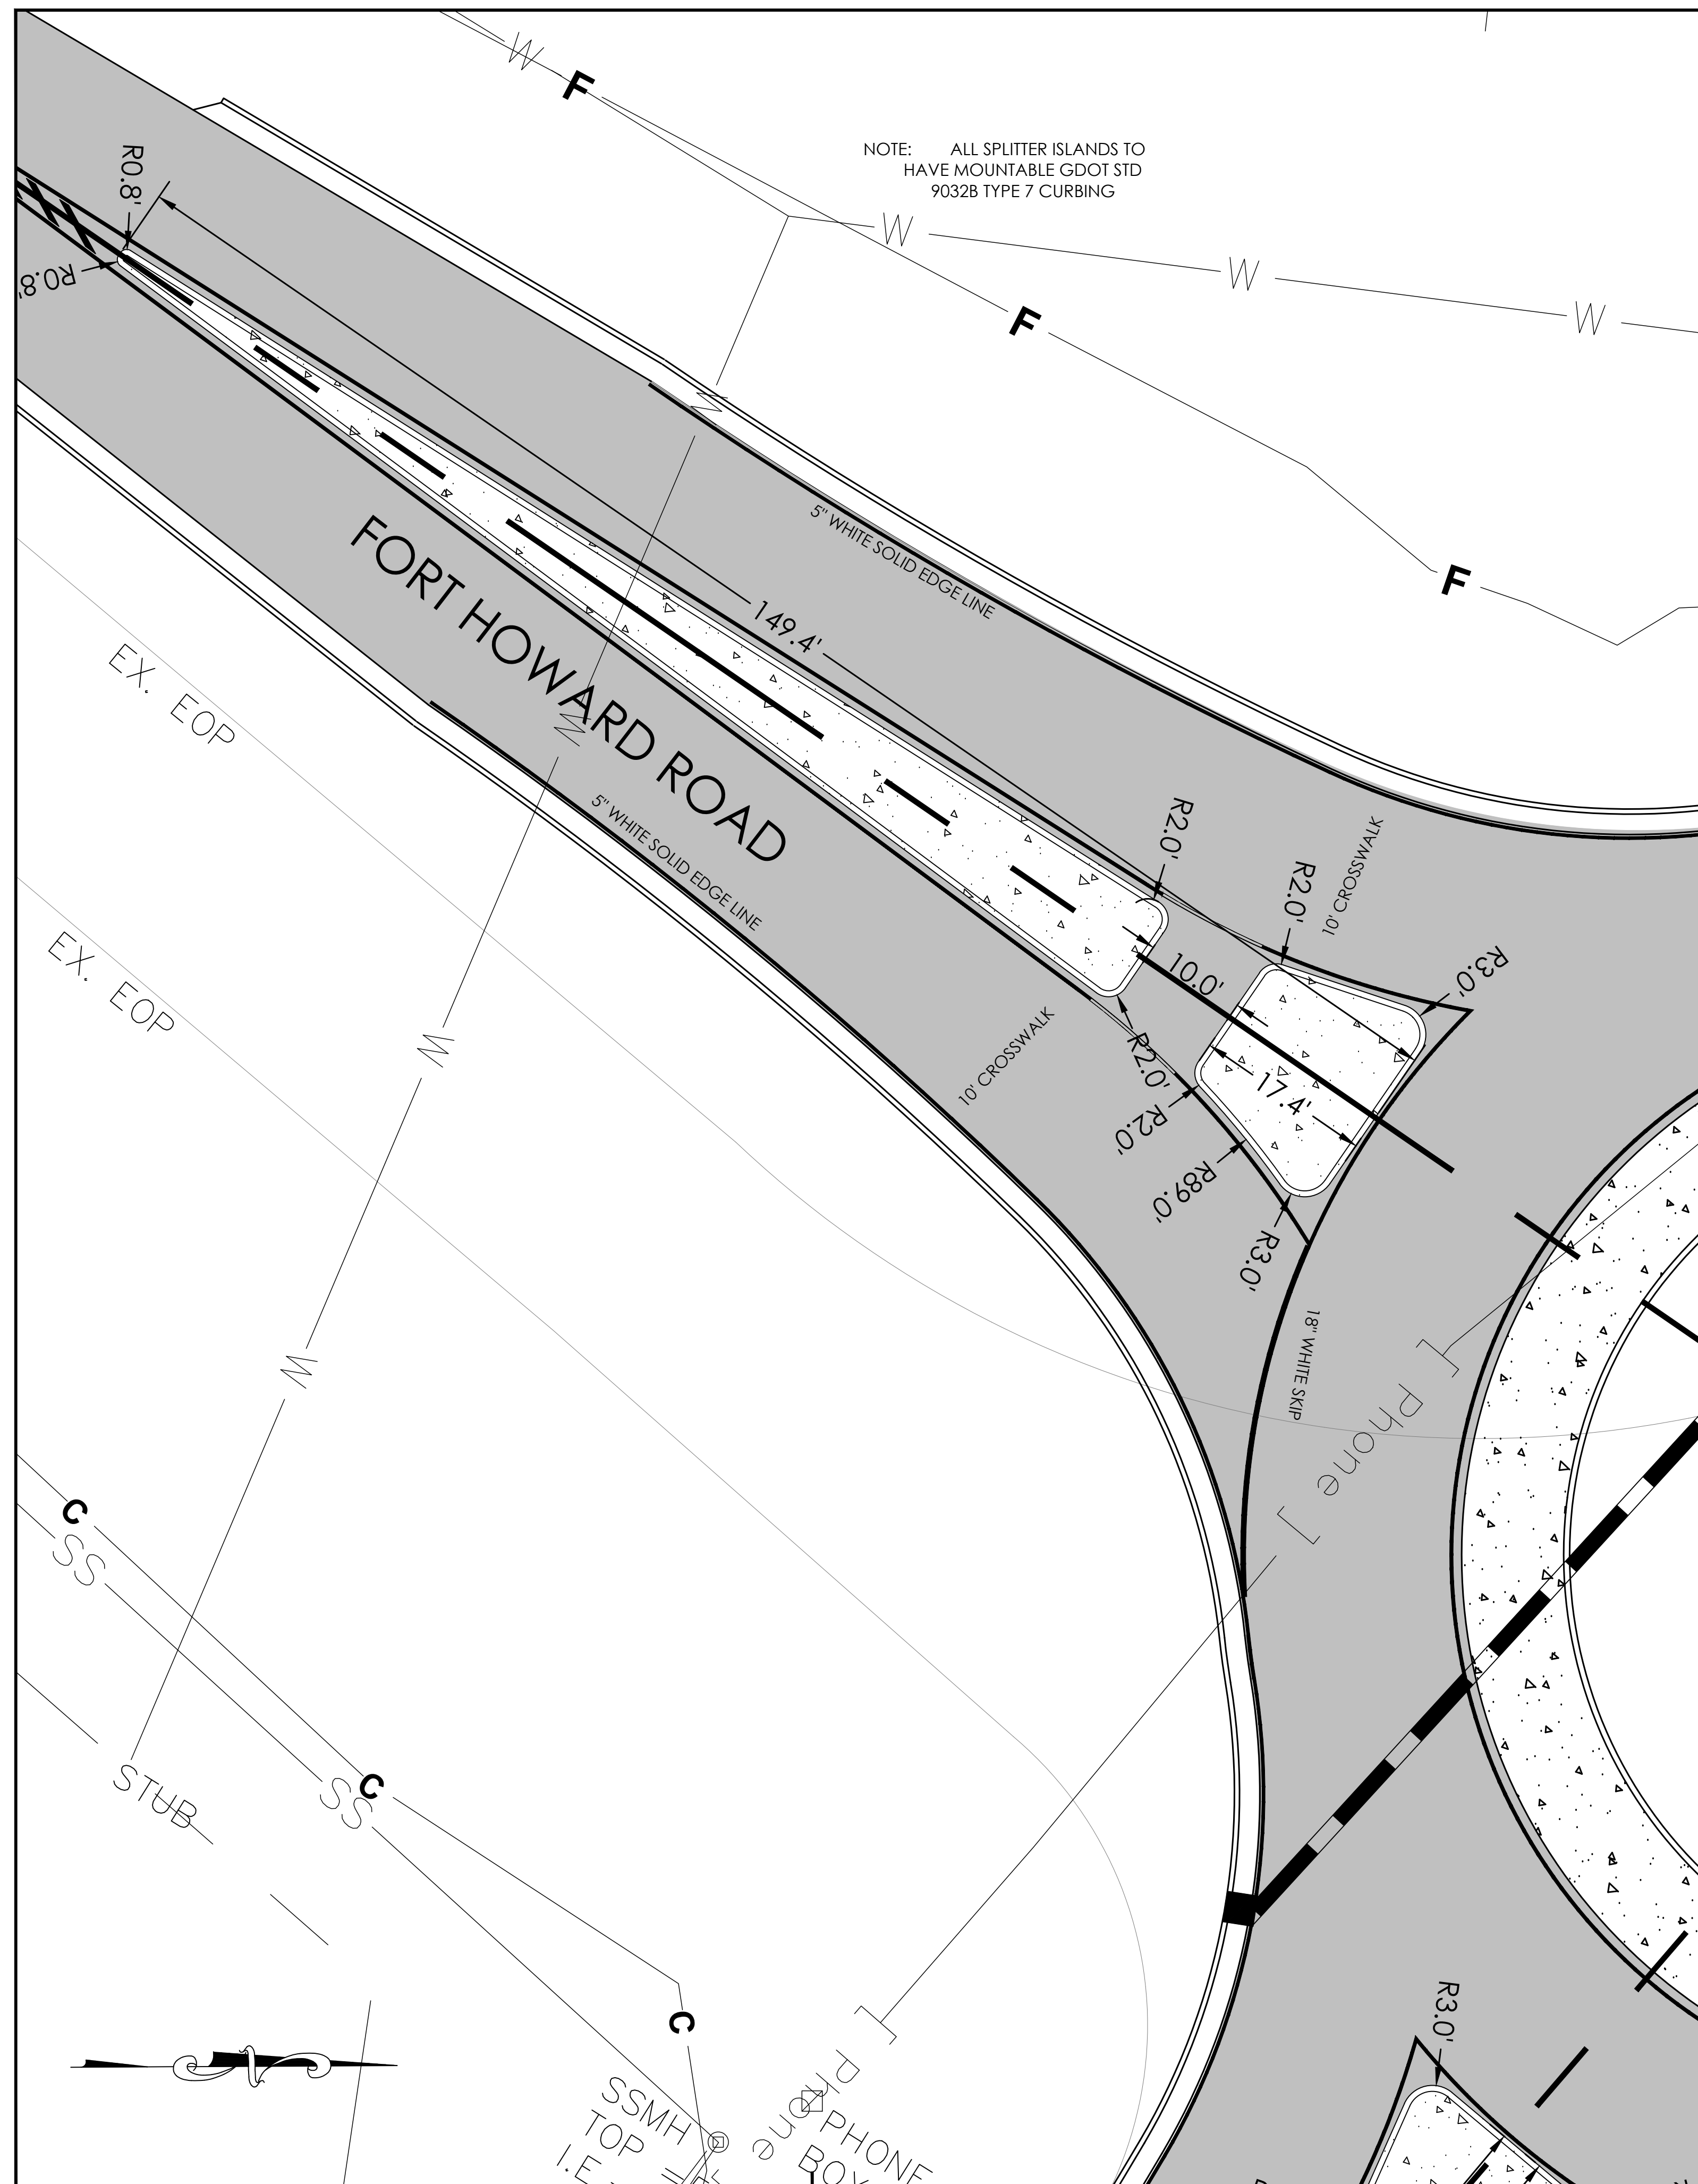 W
F
NOTE: ALL SPLITTER ISLANDS TO
HAVE MOUNTABLE GDOT STD
9032B TYPE 7 CURBING
R0.8'
W
W
W
R0.8'
F
W
5" WHITE SOLID EDGE LINE
F
149.4'
FORT HOWARD ROAD
EX. EOP
W
5" WHITE SOLID EDGE LINE
R2.0'
R2.0'
10' CROSSWALK
EX. EOP
10.0'
R3.0'
W
10' CROSSWALK
R2.0'
17.4'
R2.0'
R89.0'
R3.0'
W
18" WHITE SKIP
[ Phone ]
C
SS
STUB
C
SS
N
C
R3.0'
[ Phone
SSMH
TOP
I.E
PHONE
BOX